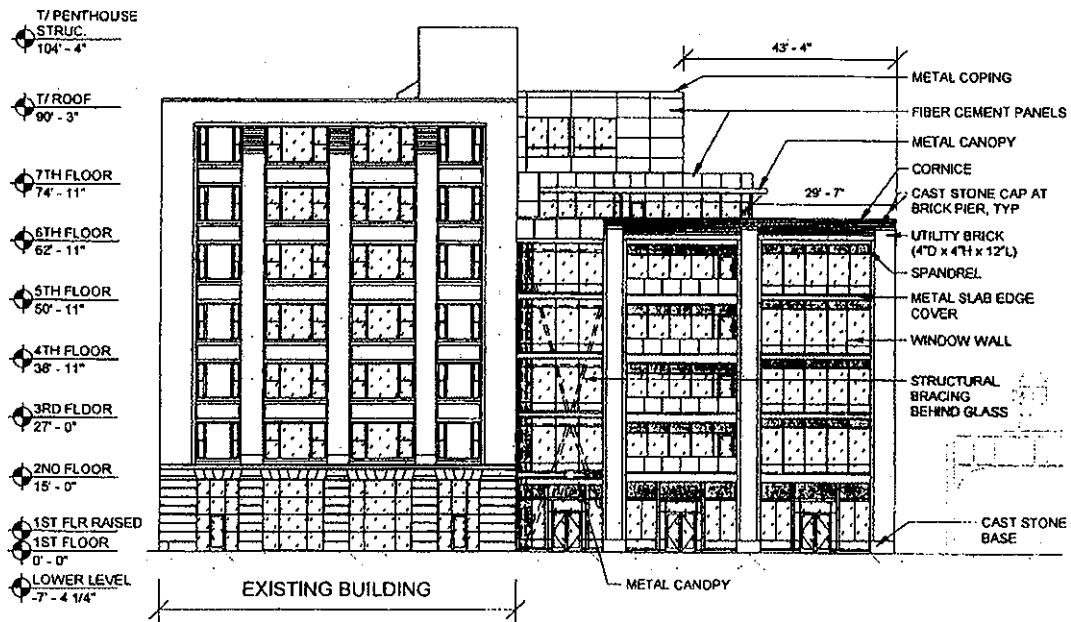 T/ PENTHOUSE
STRUC.
104' - 4"
T/ ROOF
90' - 3"
7TH FLOOR
74' - 11"
6TH FLOOR
62' - 11"
5TH FLOOR
50' - 11"
4TH FLOOR
38' - 11"
3RD FLOOR
27' - 0"
2ND FLOOR
15' - 0"
1ST FLR RAISED
1ST FLOOR
0' - 0"
LOWER LEVEL
-7' - 4 1/4"
EXISTING BUILDING
43' - 4"
METAL COPING
FIBER CEMENT PANELS
METAL CANOPY
CORNICE
29' - 7"
CAST STONE CAP AT
BRICK PIER, TYP
UTILITY BRICK
(4"D x 4"H x 12"L)
SPANDREL
METAL SLAB EDGE
COVER
WINDOW WALL
STRUCTURAL
BRACING
BEHIND GLASS
CAST STONE
BASE
METAL CANOPY